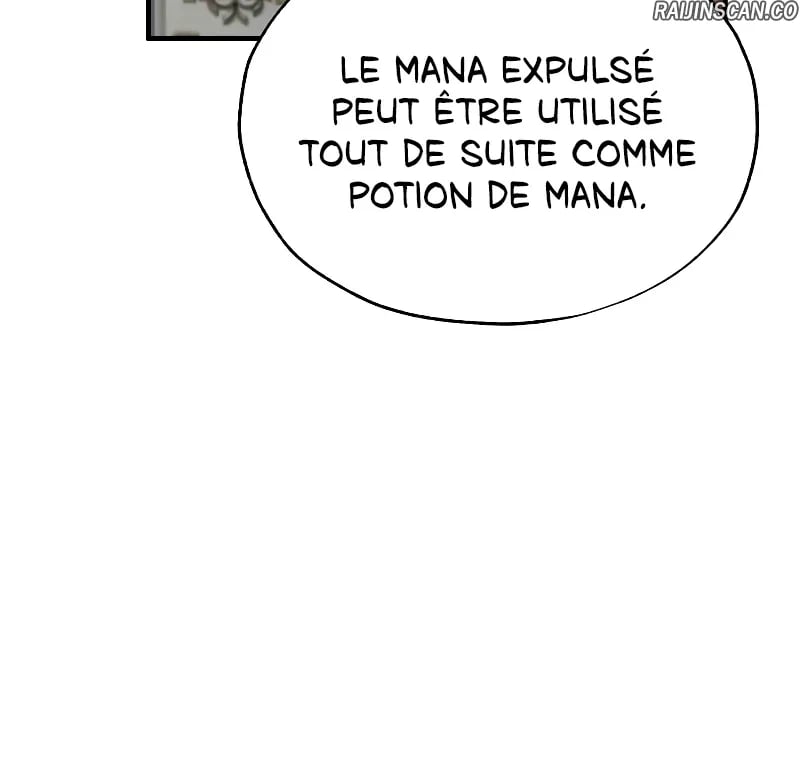 RAIJINSCAN.CO
LE MANA EXPULSÉ
PEUT ÊTRE UTILISÉ
TOUT DE SUITE COMME
POTION DE MANA.